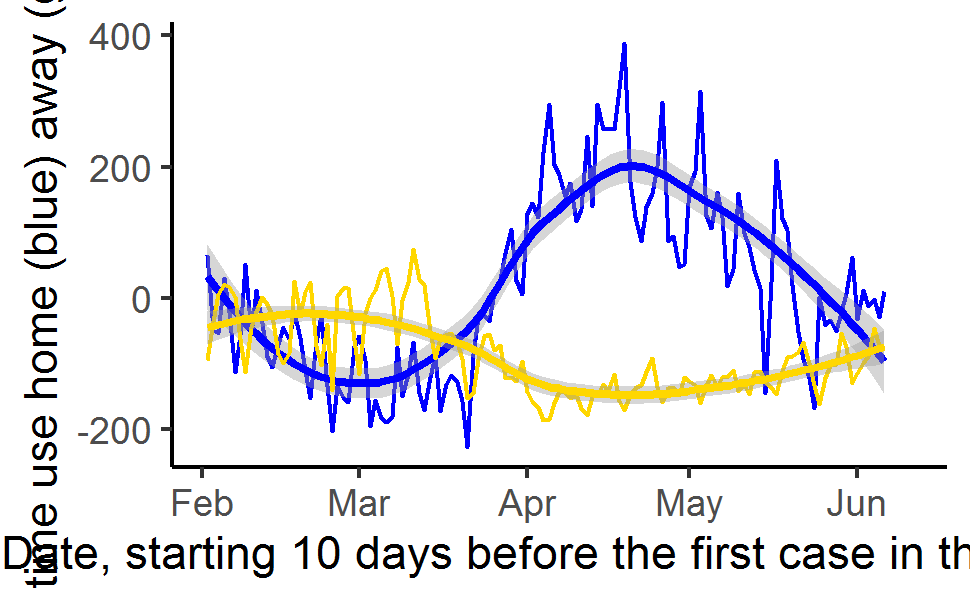 time use home (blue) away (
400
200
0
-200
Feb Mar Apr May Jun
Date, starting 10 days before the first case in th